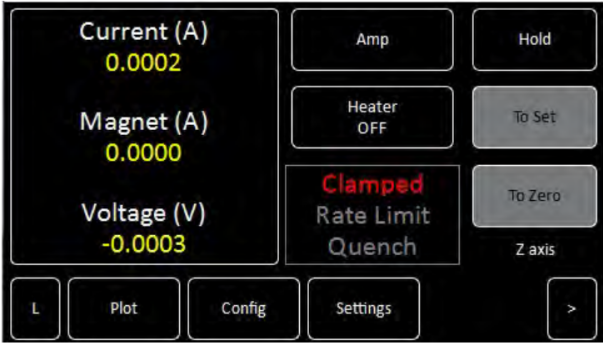 Current (A)
0.0002
Magnet (A)
0.0000
Voltage (V)
-0.0003
Amp
Hold
Heater
OFF
To Set
Clamped
Rate Limit
Quench
To Zero
Z axis
L
Plot
Config
Settings
>